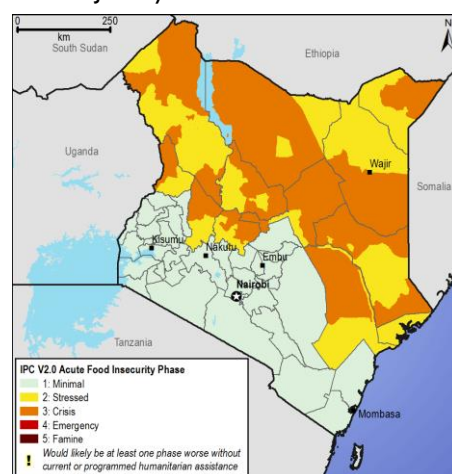 0
250
km
N
South Sudan
Ethiopia
Uganda
Wajir
Somalia
Kisumu
Nakuru
Embu
Nairobi
Tanzania
Mombasa
IPC V2.0 Acute Food Insecurity Phase
1: Minimal
2: Stressed
3: Crisis
4: Emergency
5: Famine
! Would likely be at least one phase worse without
current or programmed humanitarian assistance